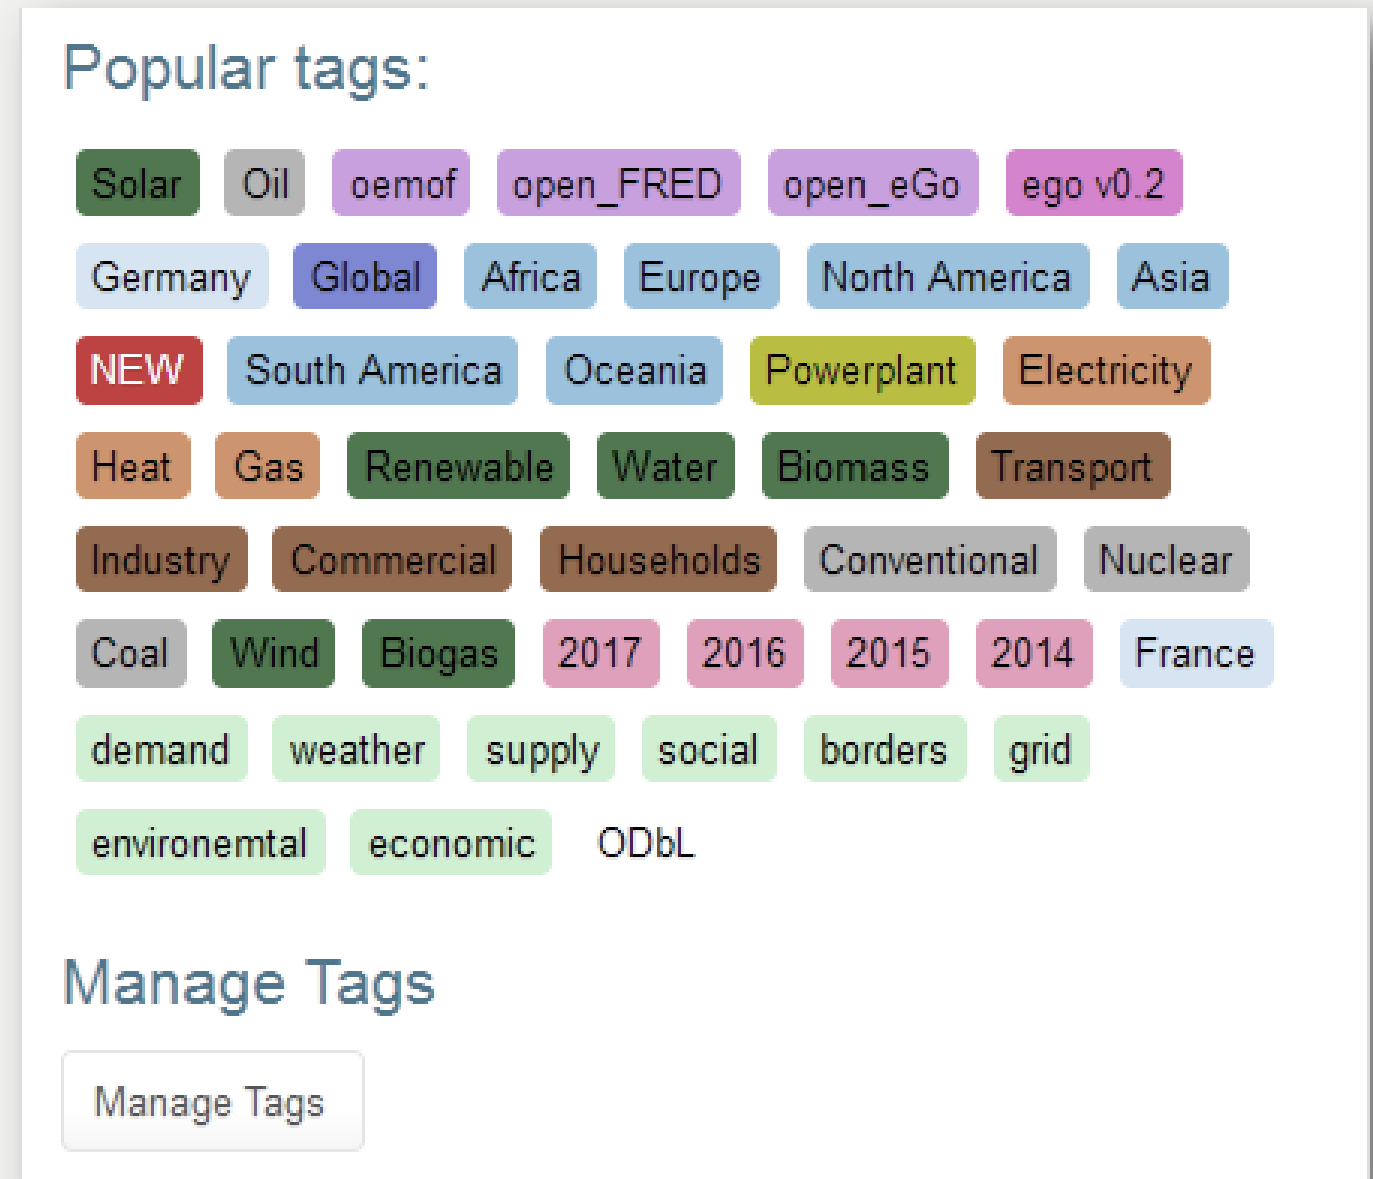 Popular tags:
Solar Oil oemof open_FRED open_eGo ego v0.2
Germany Global Africa Europe North America Asia
NEW South America Oceania Powerplant Electricity
Heat Gas Renewable Water Biomass Transport
Industry Commercial Households Conventional Nuclear
Coal Wind Biogas 2017 2016 2015 2014 France
demand weather supply social borders grid
environemtal economic ODbL
Manage Tags
Manage Tags